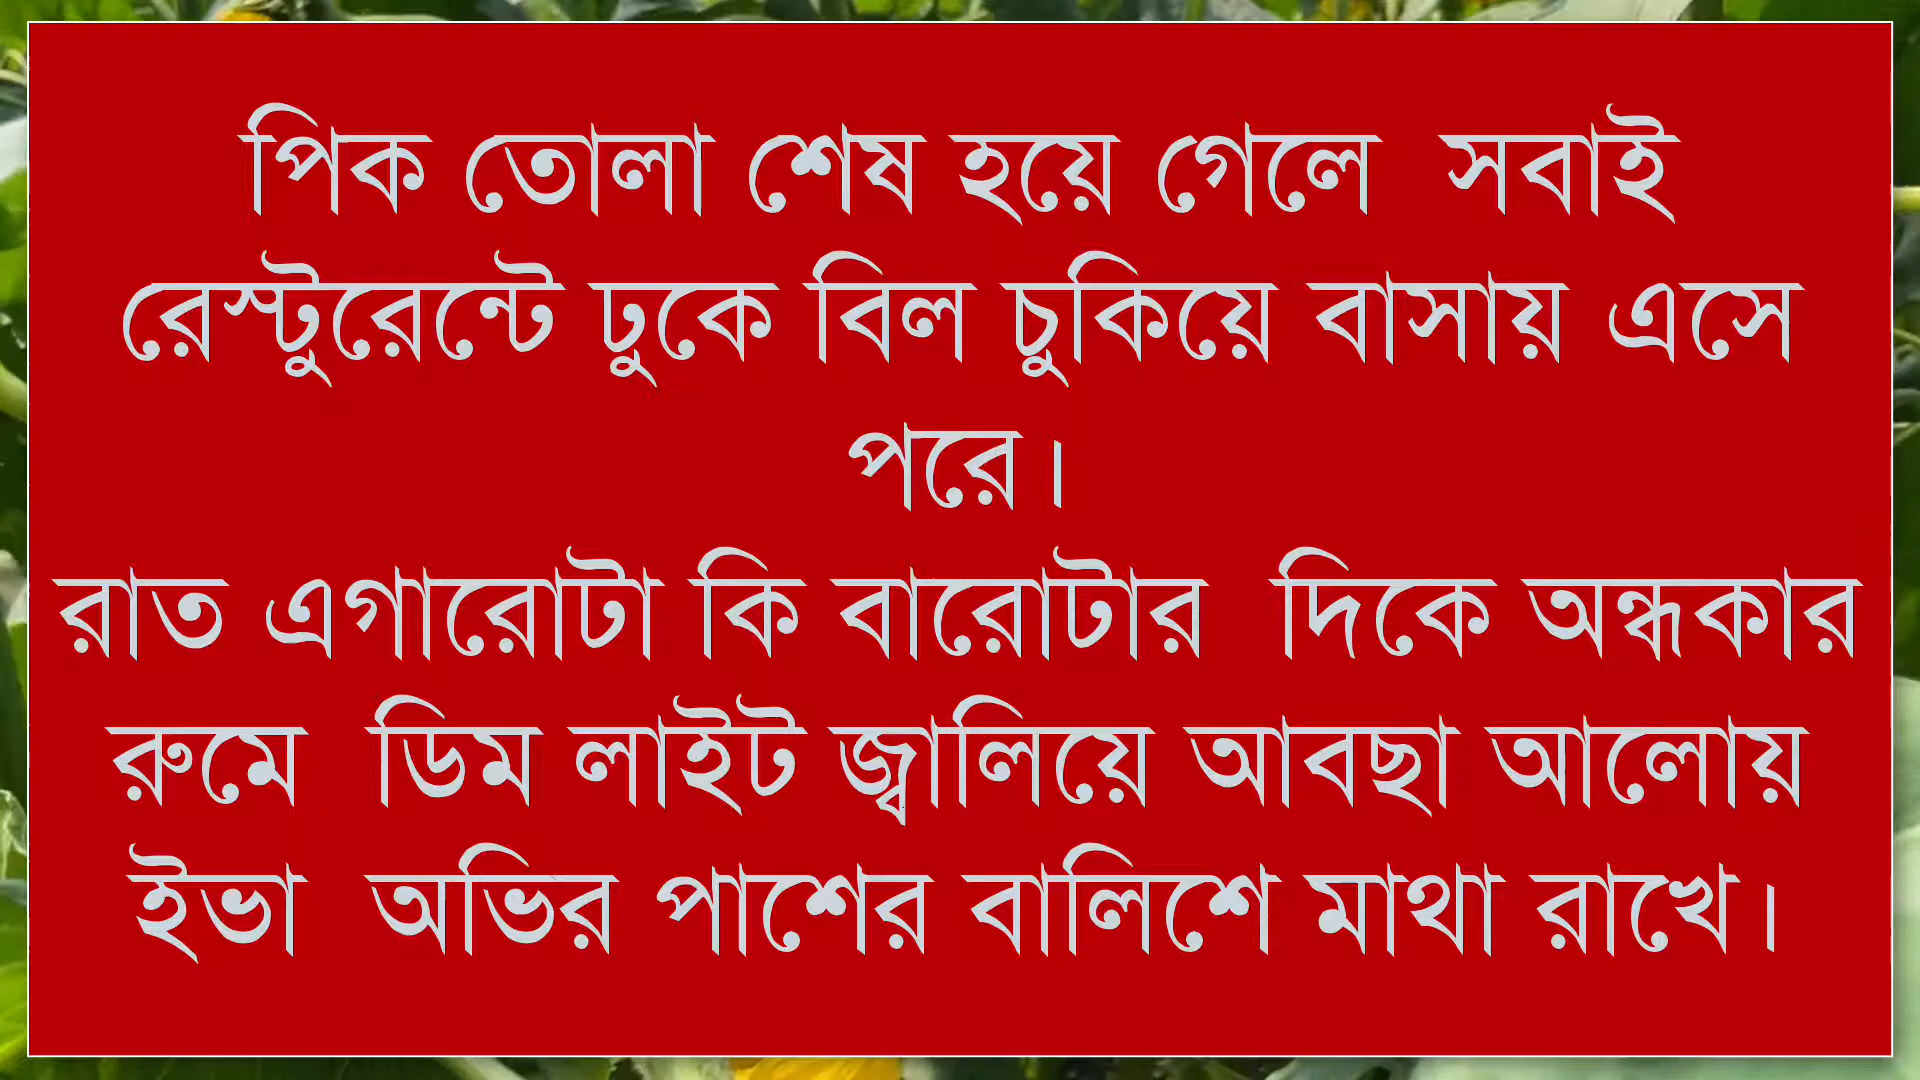 পিক তোলা শেষ হয়ে গেলে সবাই
রেস্টুরেন্টে ঢুকে বিল চুকিয়ে বাসায় এসে
পরে।
রাত এগারোটা কি বারোটার দিকে অন্ধকার
রুমে ডিম লাইট জ্বালিয়ে আবছা আলোয়
ইভা অভির পাশের বালিশে মাথা রাখে।